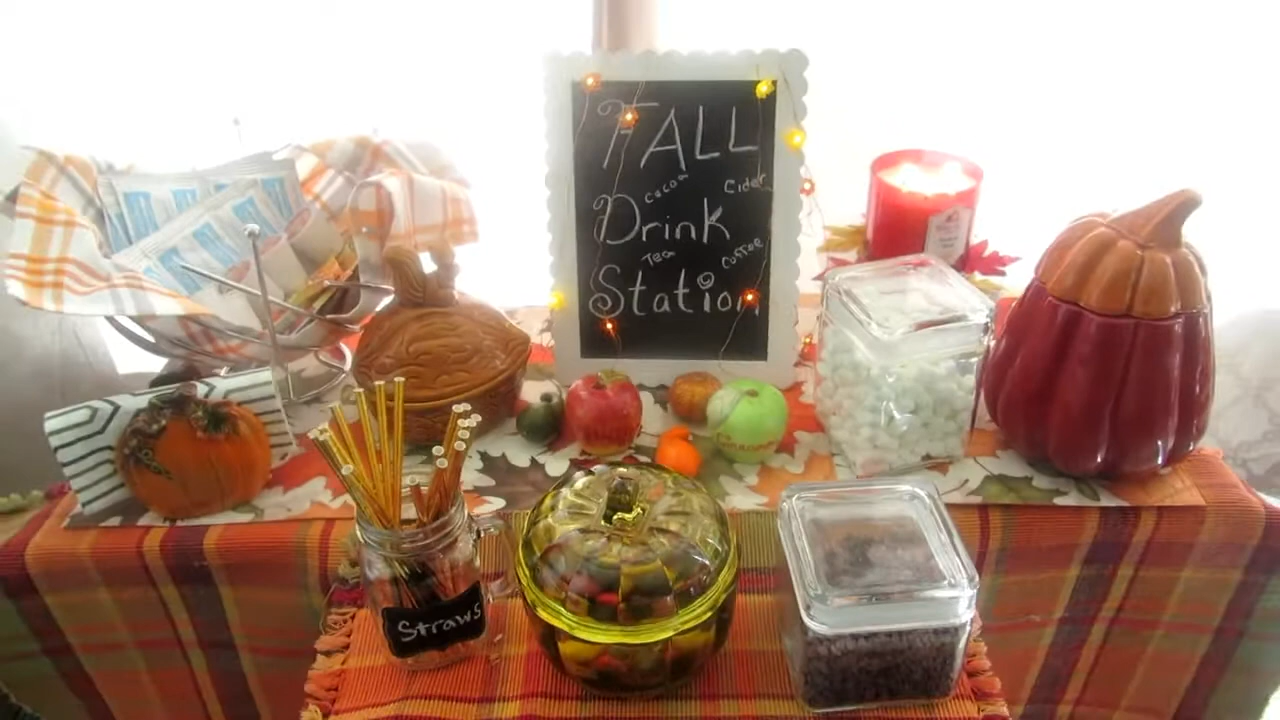 FALL
Cocoa Cider
Drink
Tea Coffee
Station
Straws